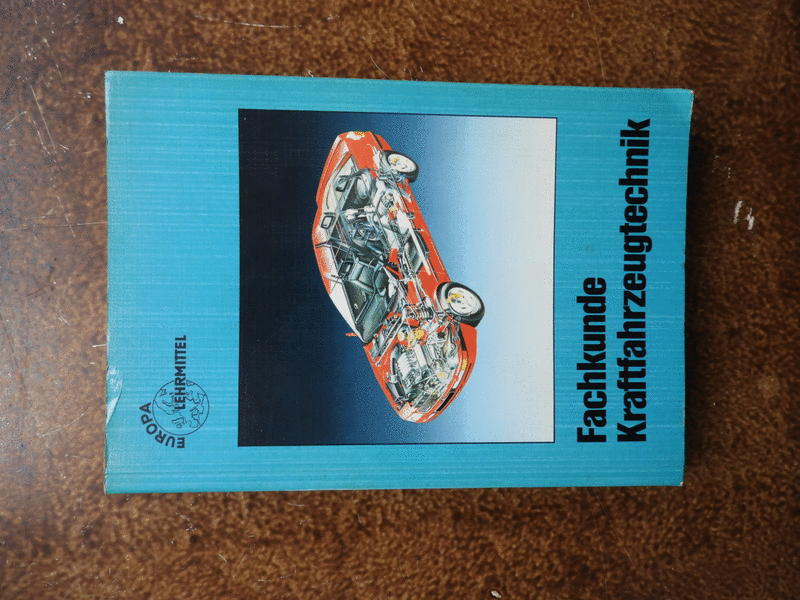 EUROPA
LEHRMITTEL
Fachkunde
Kraftfahrzeugtechnik